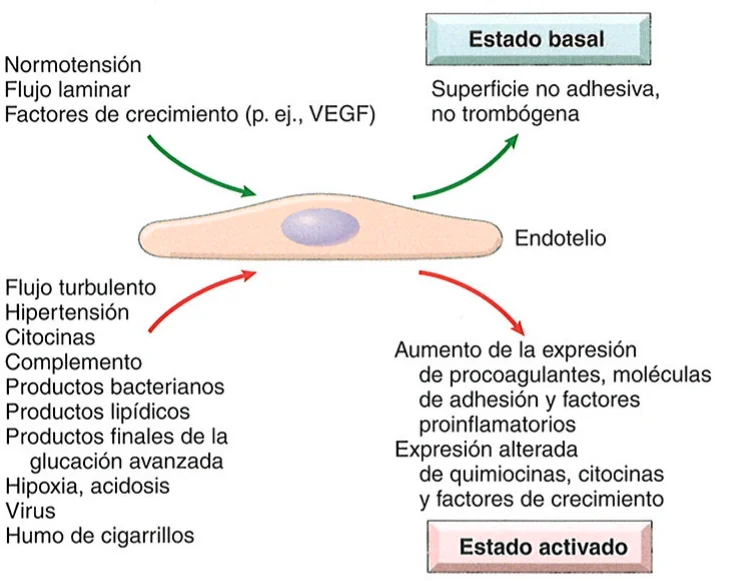 Estado basal
Normotensión
Flujo laminar
Factores de crecimiento (p. ej., VEGF)
Superficie no adhesiva,
no trombógena
Endotelio
Flujo turbulento
Hipertensión
Citocinas
Complemento
Productos bacterianos
Productos lipídicos
Productos finales de la
glucación avanzada
Hipoxia, acidosis
Virus
Humo de cigarrillos
Aumento de la expresión
de procoagulantes, moléculas
de adhesión y factores
proinflamatorios
Expresión alterada
de quimiocinas, citocinas
y factores de crecimiento
Estado activado